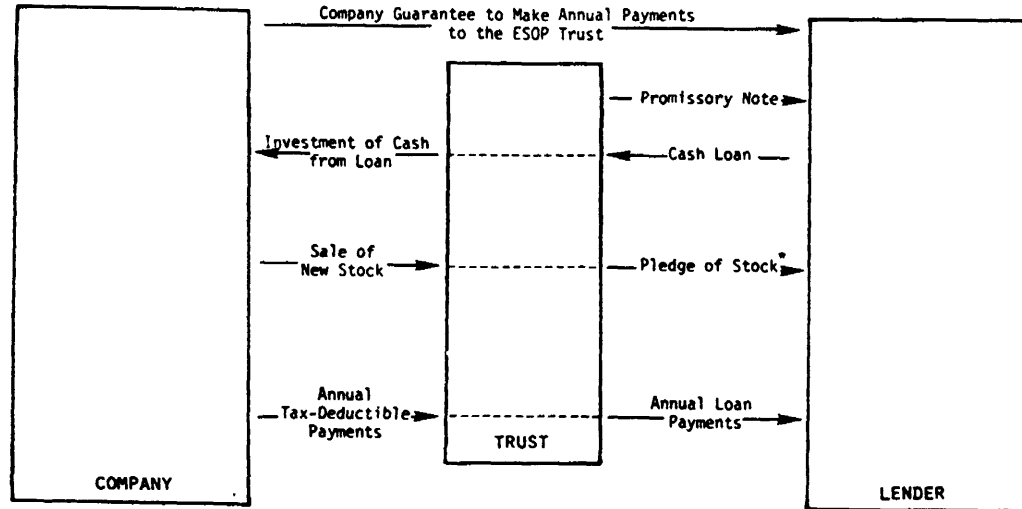 Company Guarantee to Make Annual Payments
to the ESOP Trust
Promissory Note
Investment of Cash
from Loan
Cash Loan
Sale of
New Stock
Pledge of Stock*
Annual
Tax-Deductible
Payments
Annual Loan
Payments
TRUST
COMPANY
LENDER